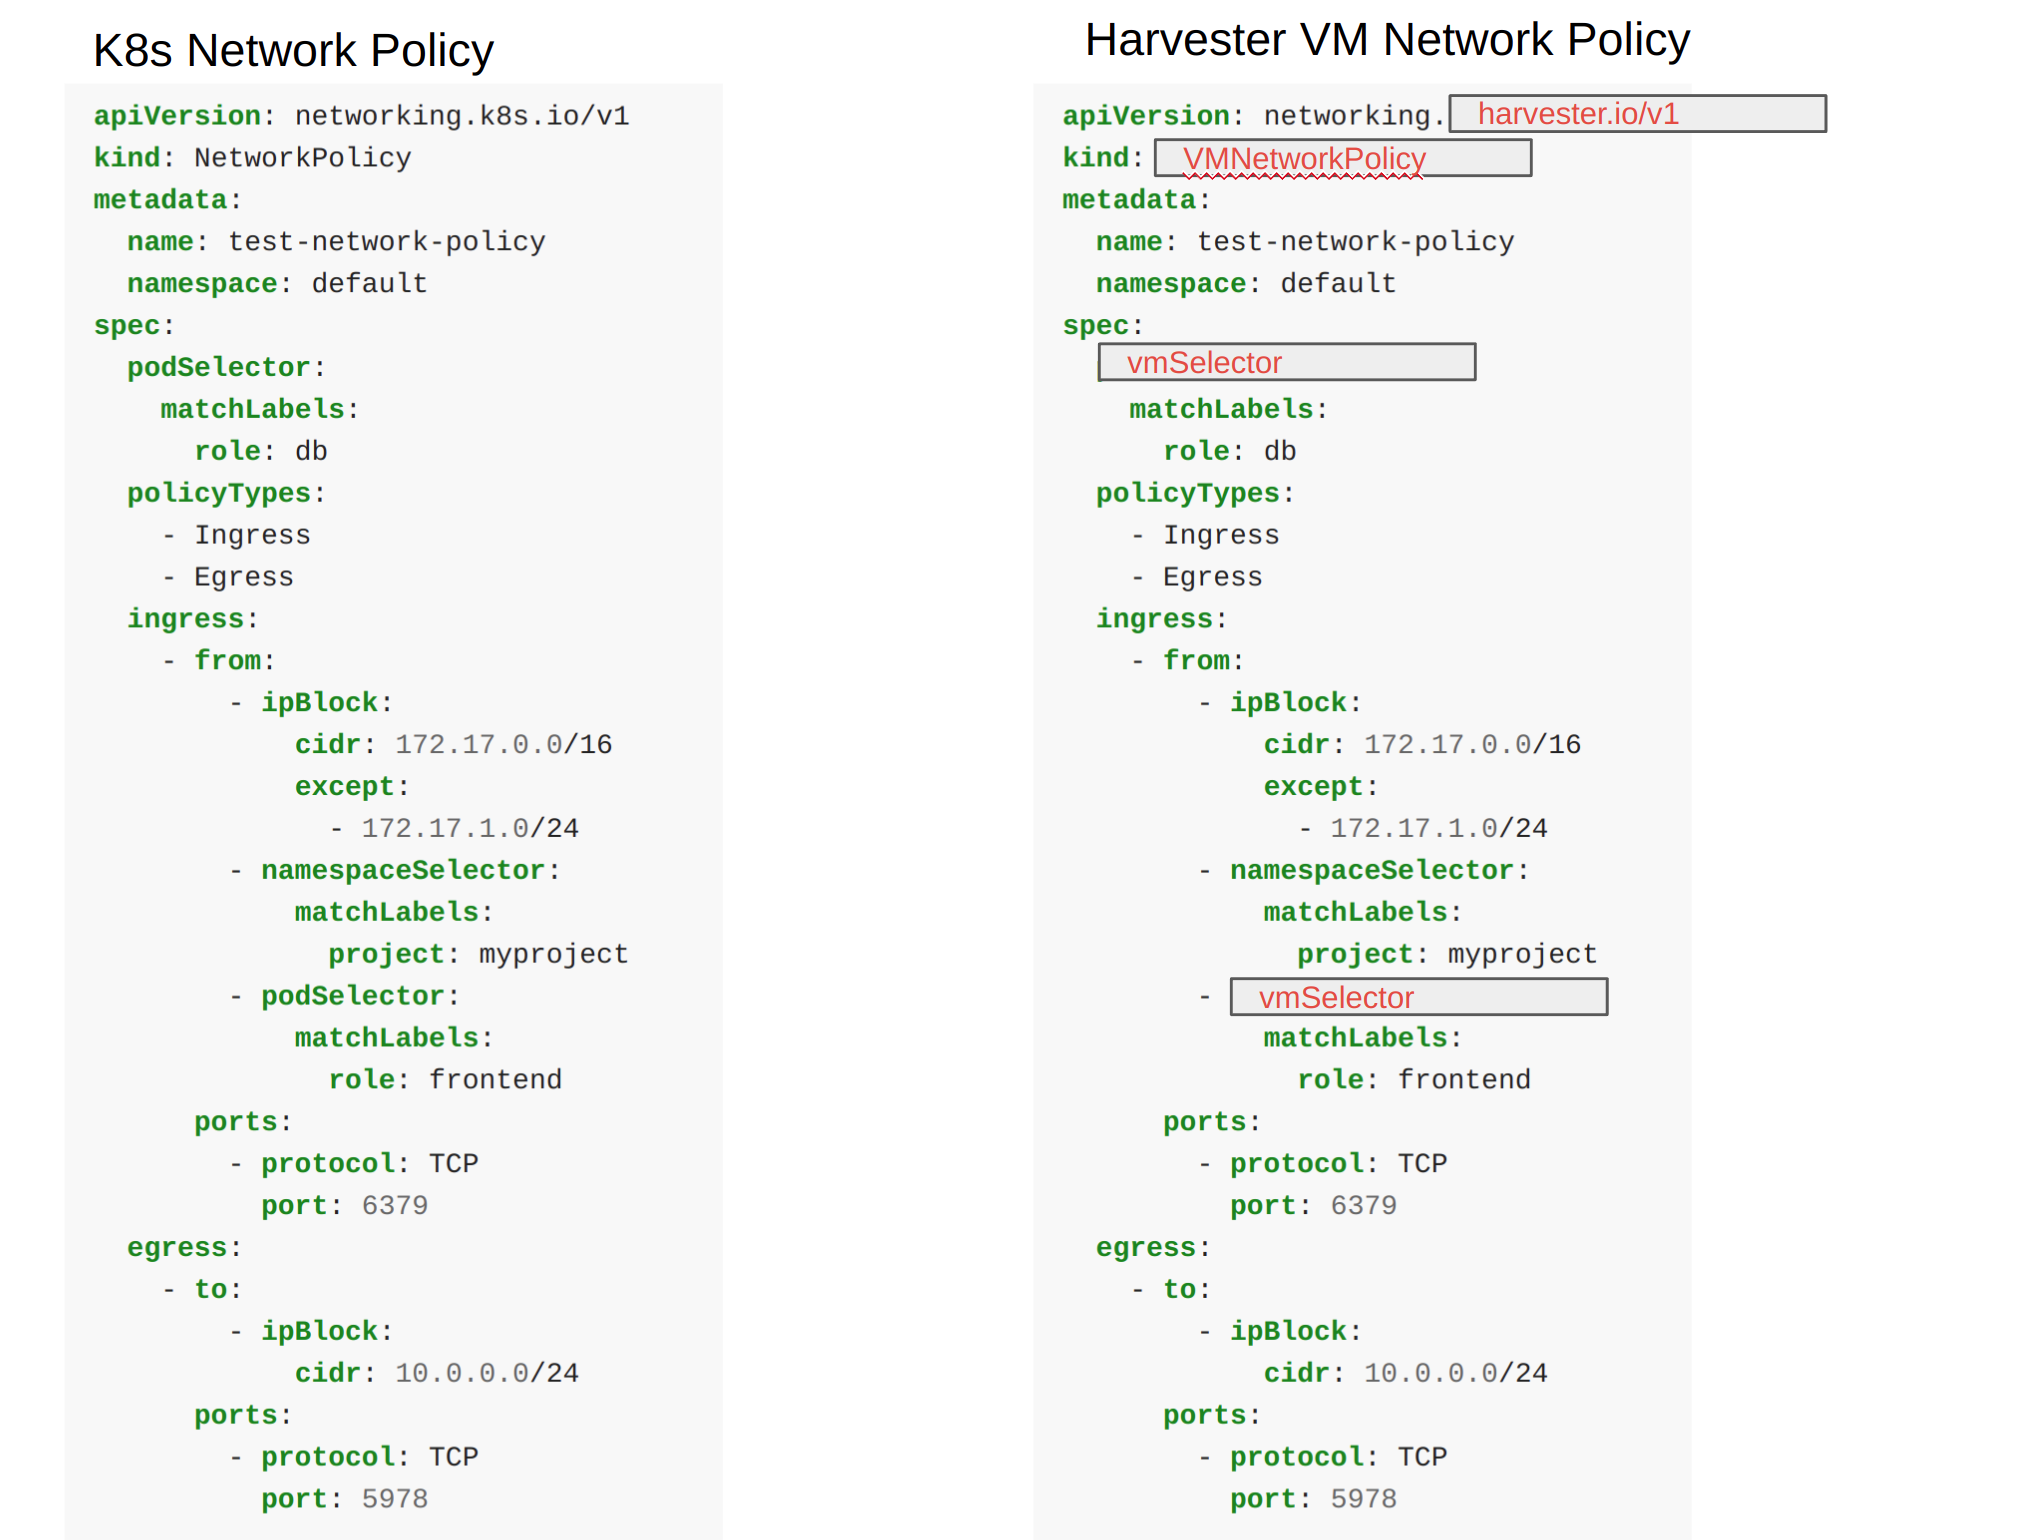 K8s Network Policy
apiVersion: networking.k8s.io/v1
kind: NetworkPolicy
metadata:
  name: test-network-policy
  namespace: default
spec:
  podSelector:
    matchLabels:
      role: db
  policyTypes:
    - Ingress
    - Egress
  ingress:
    - from:
        - ipBlock:
            cidr: 172.17.0.0/16
            except:
              - 172.17.1.0/24
        - namespaceSelector:
            matchLabels:
              project: myproject
        - podSelector:
            matchLabels:
              role: frontend
      ports:
        - protocol: TCP
          port: 6379
  egress:
    - to:
        - ipBlock:
            cidr: 10.0.0.0/24
      ports:
        - protocol: TCP
          port: 5978
Harvester VM Network Policy
apiVersion: networking.harvester.io/v1
kind: VMNetworkPolicy
metadata:
  name: test-network-policy
  namespace: default
spec:
  vmSelector
    matchLabels:
      role: db
  policyTypes:
    - Ingress
    - Egress
  ingress:
    - from:
        - ipBlock:
            cidr: 172.17.0.0/16
            except:
              - 172.17.1.0/24
        - namespaceSelector:
            matchLabels:
              project: myproject
        - vmSelector
            matchLabels:
              role: frontend
      ports:
        - protocol: TCP
          port: 6379
  egress:
    - to:
        - ipBlock:
            cidr: 10.0.0.0/24
      ports:
        - protocol: TCP
          port: 5978